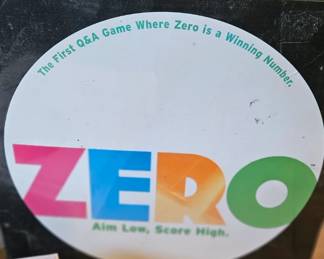 The First Q&A Game Where Zero is a Winning Number.
ZERO
Aim Low, Score High.